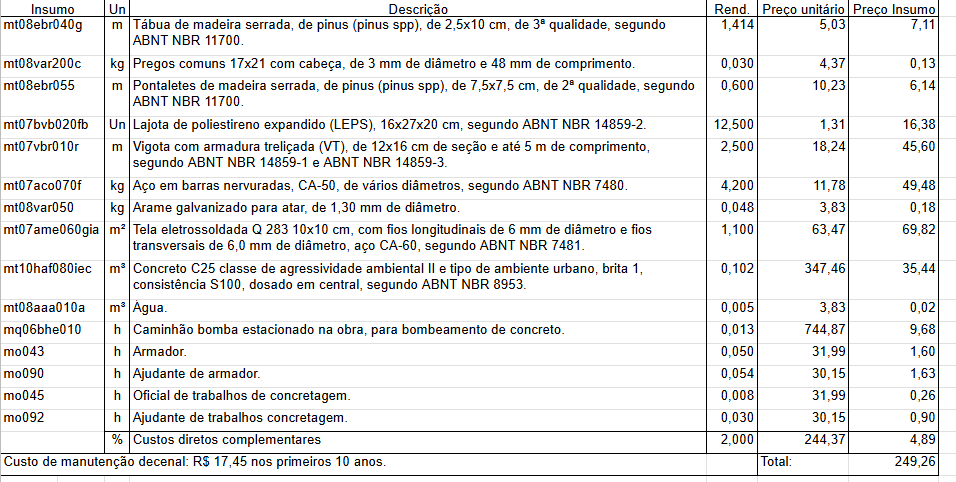 Insumo Un Descrição Rend. Preço unitário Preço Insumo
mt08ebr040g m Tábua de madeira serrada, de pinus (pinus spp), de 2,5x10 cm, de 3ª qualidade, segundo 1,414 5,03 7,11
ABNT NBR 11700.
mt08var200c kg Pregos comuns 17x21 com cabeça, de 3 mm de diâmetro e 48 mm de comprimento. 0,030 4,37 0,13
mt08ebr055 m Pontaletes de madeira serrada, de pinus (pinus spp), de 7,5x7,5 cm, de 2ª qualidade, segundo 0,600 10,23 6,14
ABNT NBR 11700.
mt07bvb020fb Un Lajota de poliestireno expandido (LEPS), 16x27x20 cm, segundo ABNT NBR 14859-2. 12,500 1,31 16,38
mt07vbr010r m Vigota com armadura treliçada (VT), de 12x16 cm de seção e até 5 m de comprimento, 2,500 18,24 45,60
segundo ABNT NBR 14859-1 e ABNT NBR 14859-3.
mt07aco070f kg Aço em barras nervuradas, CA-50, de vários diâmetros, segundo ABNT NBR 7480. 4,200 11,78 49,48
mt08var050 kg Arame galvanizado para atar, de 1,30 mm de diâmetro. 0,048 3,83 0,18
mt07ame060gia m² Tela eletrossoldada Q 283 10x10 cm, com fios longitudinais de 6 mm de diâmetro e fios 1,100 63,47 69,82
transversais de 6,0 mm de diâmetro, aço CA-60, segundo ABNT NBR 7481.
mt10haf080iec m³ Concreto C25 classe de agressividade ambiental II e tipo de ambiente urbano, brita 1, 0,102 347,46 35,44
consistência S100, dosado em central, segundo ABNT NBR 8953.
mt08aaa010a m³ Água. 0,005 3,83 0,02
mq06bhe010 h Caminhão bomba estacionado na obra, para bombeamento de concreto. 0,013 744,87 9,68
mo043 h Armador. 0,050 31,99 1,60
mo090 h Ajudante de armador. 0,054 30,15 1,63
mo045 h Oficial de trabalhos de concretagem. 0,008 31,99 0,26
mo092 h Ajudante de trabalhos concretagem. 0,030 30,15 0,90
% Custos diretos complementares 2,000 244,37 4,89
Custo de manutenção decenal: R$ 17,45 nos primeiros 10 anos. Total: 249,26